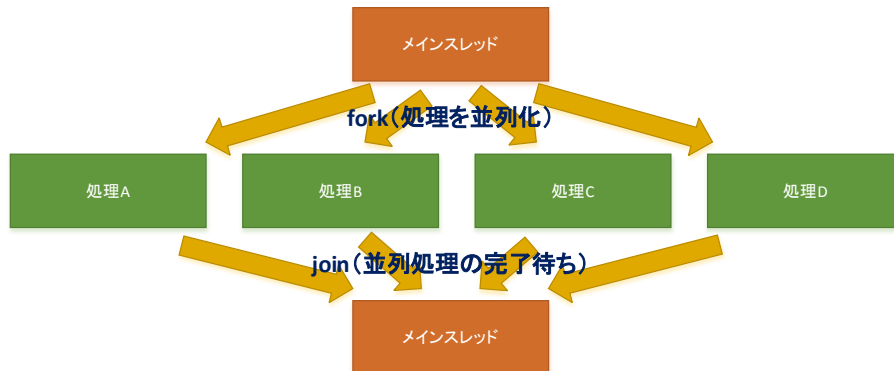 メインスレッド
fork(処理を並列化)
処理A
処理B
処理C
処理D
join(並列処理の完了待ち)
メインスレッド